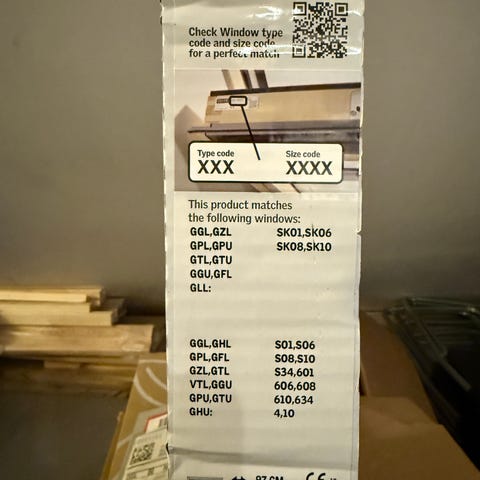 Check Window type
code and size code
for a perfect match
Type code Size code
XXX XXXX
This product matches
the following windows:
GGL,GZL SK01,SK06
GPL,GPU SK08,SK10
GTL,GTU
GGU,GFL
GLL:
GGL,GHL S01,S06
GPL,GFL S08,S10
GZL,GTL S34,601
VTL,GGU 606,608
GPU,GTU 610,634
GHU: 4,10
CE